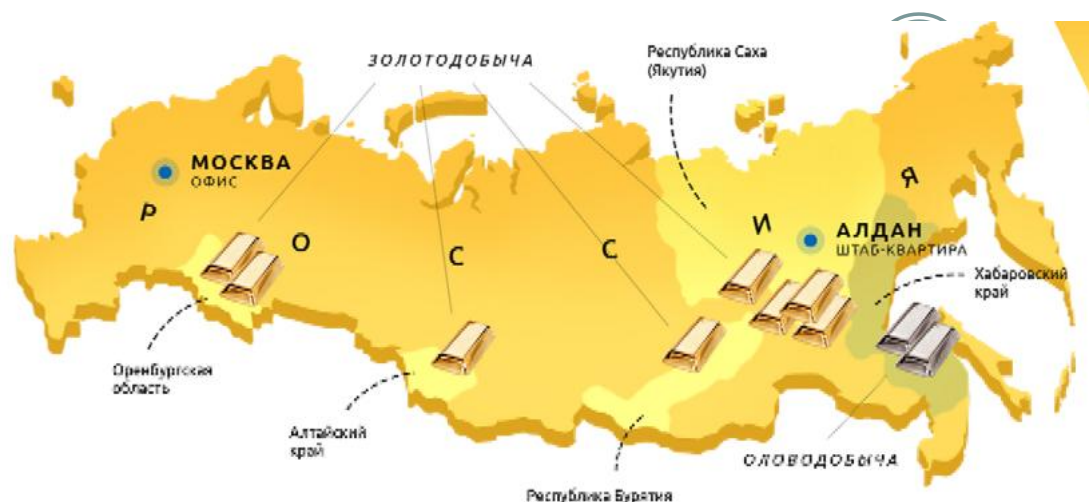 ЗОЛОТОДОБЫЧА
Республика Саха
(Якутия)
МОСКВА
ОФИС
Р
О
С
С
И
Я
АЛДАН
ШТАБ-КВАРТИРА
Хабаровский
край
Оренбургская
область
Алтайский
край
ОЛОВОДОБЫЧА
Республика Бурятия